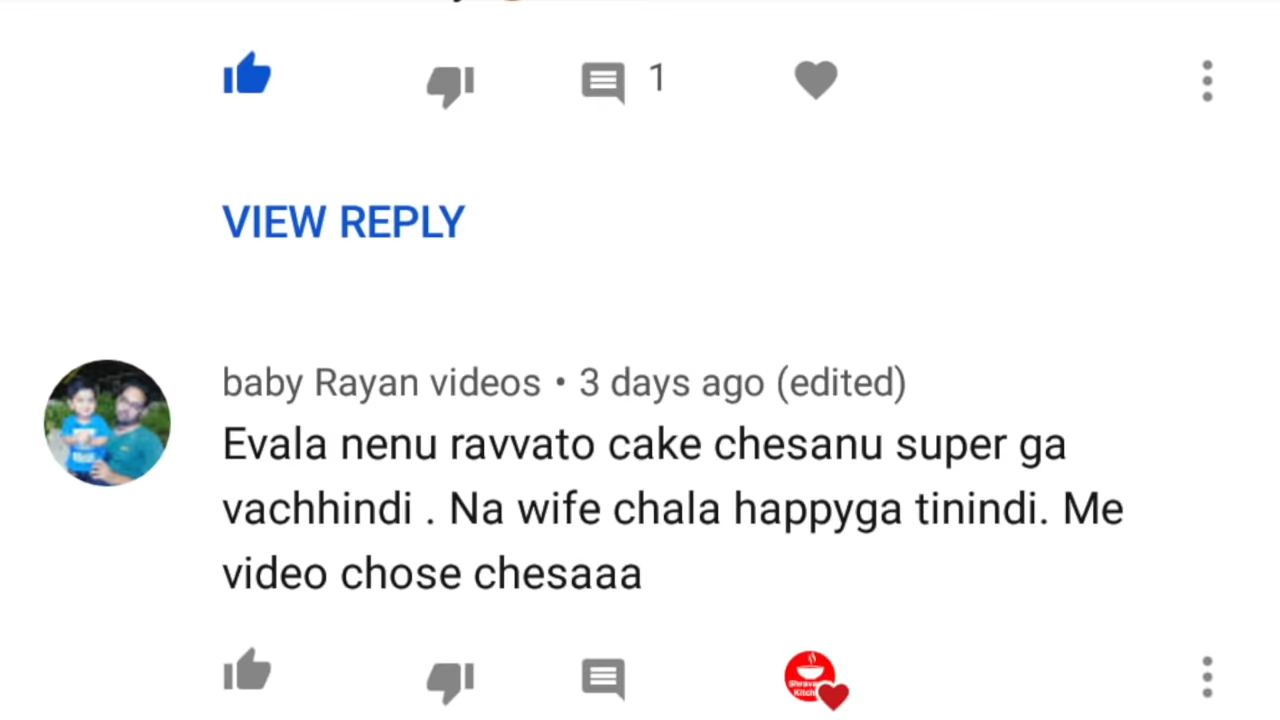 1
VIEW REPLY
baby Rayan videos • 3 days ago (edited)
Evala nenu ravvato cake chesanu super ga
vachhindi . Na wife chala happyga tinindi. Me
video chose chesaaa